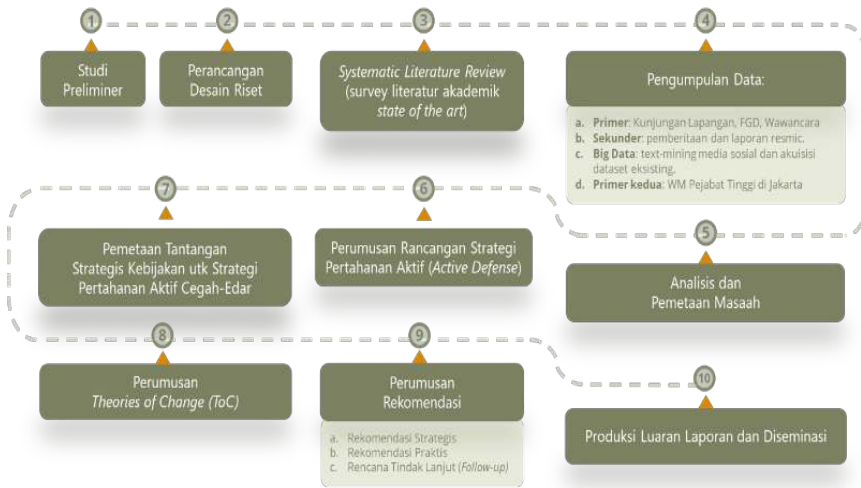 1
Studi
Preliminer
2
Perancangan
Desain Riset
3
Systematic Literature Review
(survey literatur akademik
state of the art)
4
Pengumpulan Data:
a. Primer: Kunjungan Lapangan, FGD, Wawancara
b. Sekunder: pemberitaan dan laporan resmic.
c. Big Data: text-mining media sosial dan akuisisi
dataset eksisting.
d. Primer kedua: WM Pejabat Tinggi di Jakarta
5
Analisis dan
Pemetaan Masaah
6
Perumusan Rancangan Strategi
Pertahanan Aktif (Active Defense)
7
Pemetaan Tantangan
Strategis Kebijakan utk Strategi
Pertahanan Aktif Cegah-Edar
8
Perumusan
Theories of Change (ToC)
9
Perumusan
Rekomendasi
a. Rekomendasi Strategis
b. Rekomendasi Praktis
c. Rencana Tindak Lanjut (Follow-up)
10
Produksi Luaran Laporan dan Diseminasi